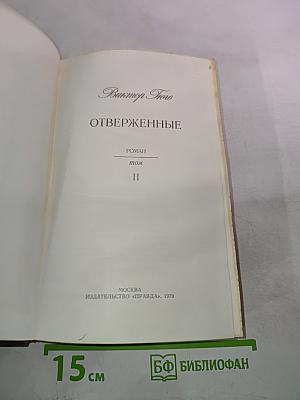 Виктор Гюго
ОТВЕРЖЕННЫЕ
РОМАН
том
II
МОСКВА
ИЗДАТЕЛЬСТВО «ПРАВДА», 1979
15 см
БФ БИБЛИОФАН